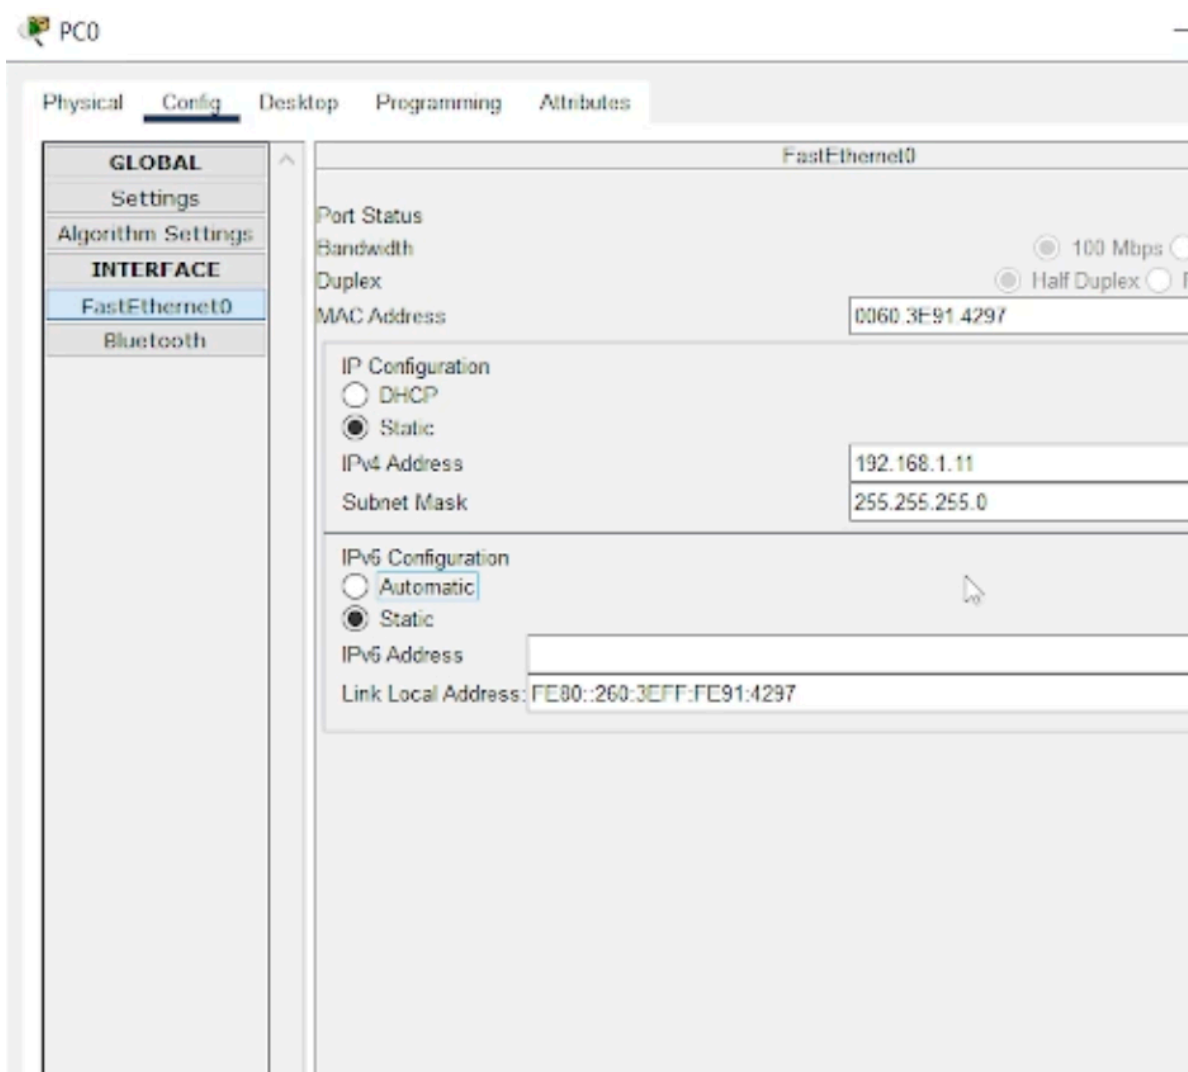 PC0
Physical Config Desktop Programming Attributes
GLOBAL
Settings
Algorithm Settings
INTERFACE
FastEthernet0
Bluetooth
FastEthernet0
Port Status
Bandwidth 100 Mbps
Duplex Half Duplex
MAC Address 0060.3E91.4297
IP Configuration
DHCP
Static
IPv4 Address 192.168.1.11
Subnet Mask 255.255.255.0
IPv6 Configuration
Automatic
Static
IPv6 Address
Link Local Address: FE80::260:3EFF:FE91:4297